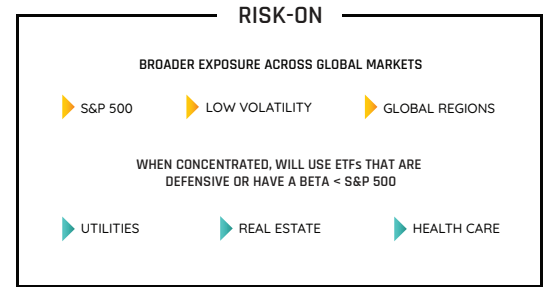 RISK-ON
BROADER EXPOSURE ACROSS GLOBAL MARKETS
S&P 500
LOW VOLATILITY
GLOBAL REGIONS
WHEN CONCENTRATED, WILL USE ETFs THAT ARE
DEFENSIVE OR HAVE A BETA < S&P 500
UTILITIES
REAL ESTATE
HEALTH CARE